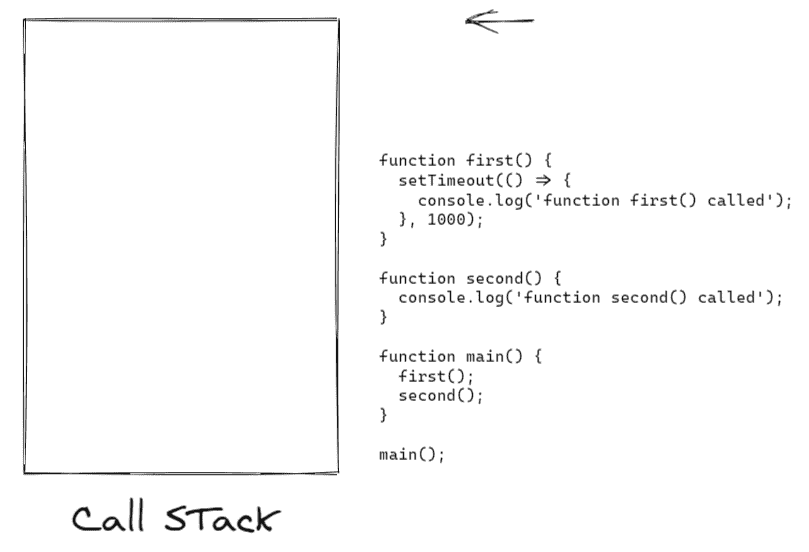 function first() {
  setTimeout(() => {
    console.log('function first() called');
  }, 1000);
}
function second() {
  console.log('function second() called');
}
function main() {
  first();
  second();
}
main();
Call STack